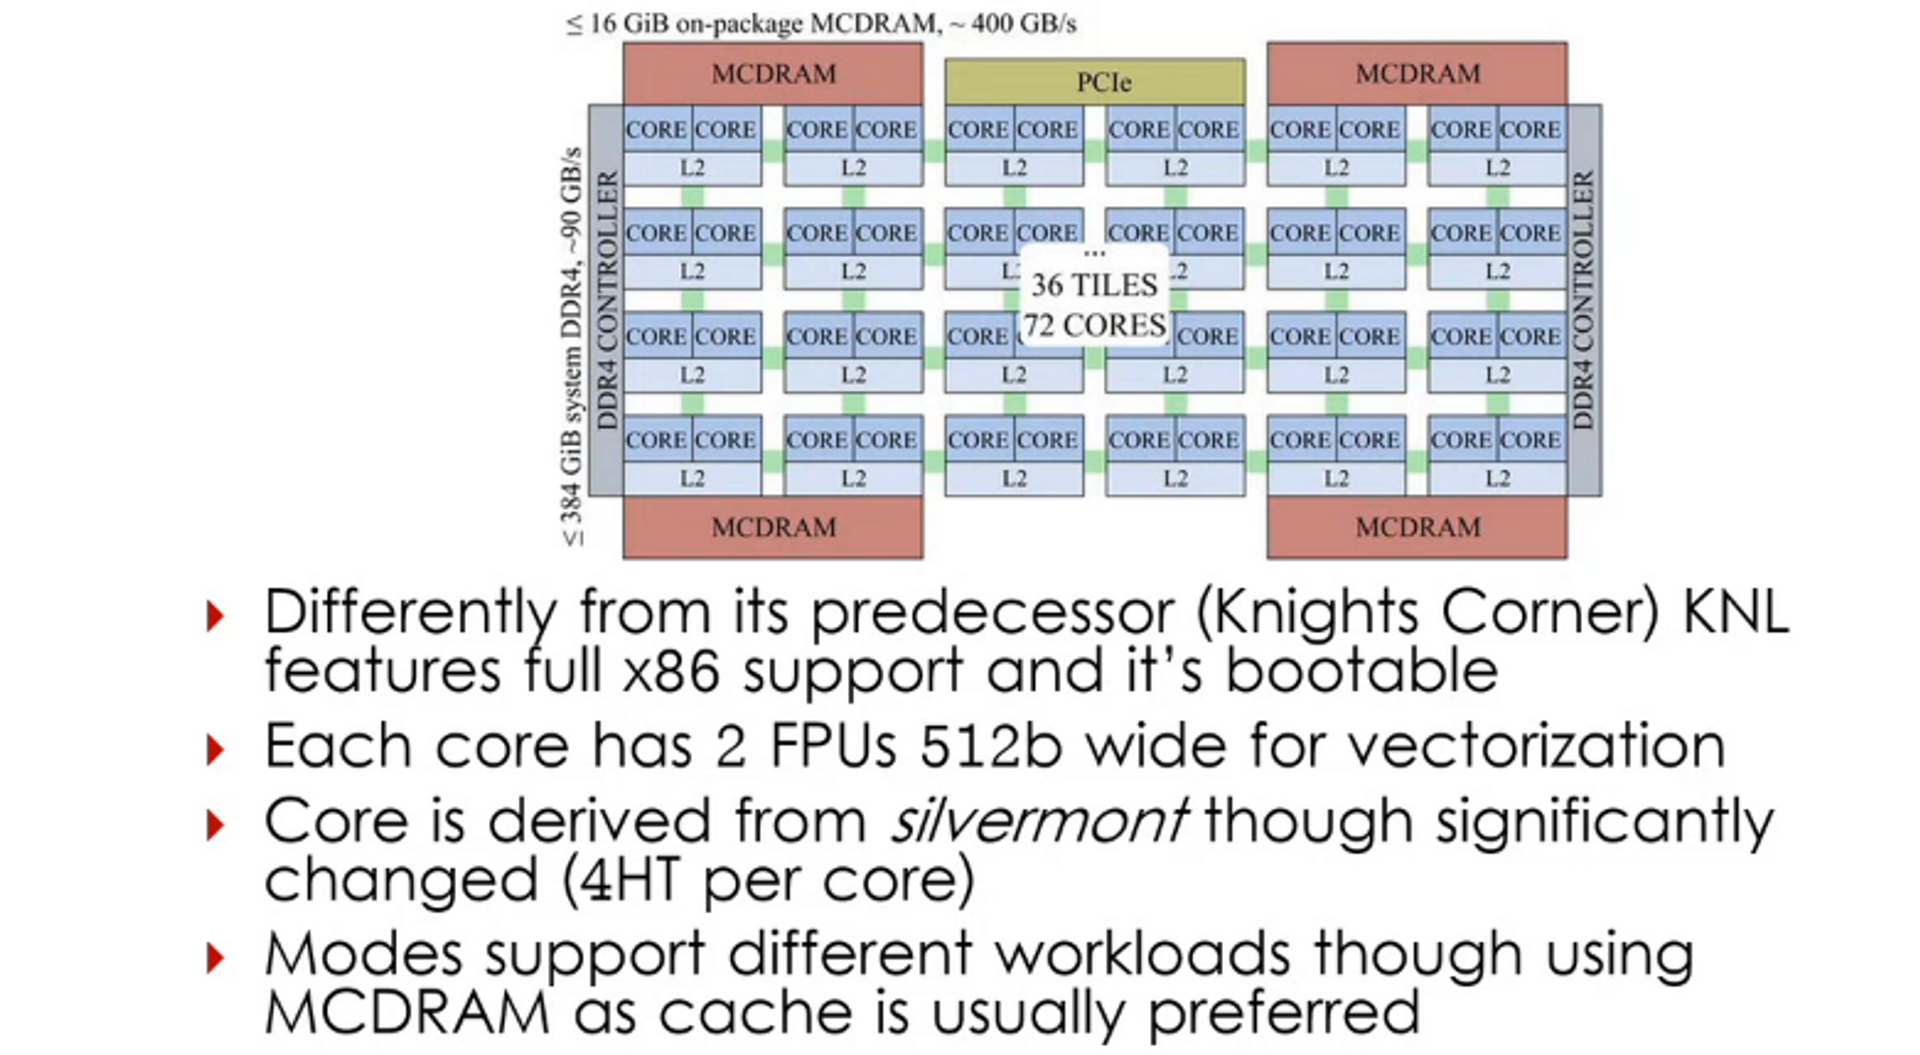 ≤ 16 GiB on-package MCDRAM, ~ 400 GB/s
MCDRAM PCIe MCDRAM
≤ 384 GiB system DDR4, ~90 GB/s
DDR4 CONTROLLER
DDR4 CONTROLLER
CORE CORE CORE CORE CORE CORE CORE CORE CORE CORE CORE CORE
L2 L2 L2 L2 L2 L2
CORE CORE CORE CORE CORE CORE CORE CORE CORE CORE CORE CORE
L2 L2 L2 L2 L2 L2
...
36 TILES
72 CORES
CORE CORE CORE CORE CORE CORE CORE CORE CORE CORE
L2 L2 L2 L2 L2 L2
CORE CORE CORE CORE CORE CORE CORE CORE CORE CORE CORE CORE
L2 L2 L2 L2 L2 L2
MCDRAM MCDRAM
Differently from its predecessor (Knights Corner) KNL
features full x86 support and it's bootable
Each core has 2 FPUs 512b wide for vectorization
Core is derived from silvermont though significantly
changed (4HT per core)
Modes support different workloads though using
MCDRAM as cache is usually preferred